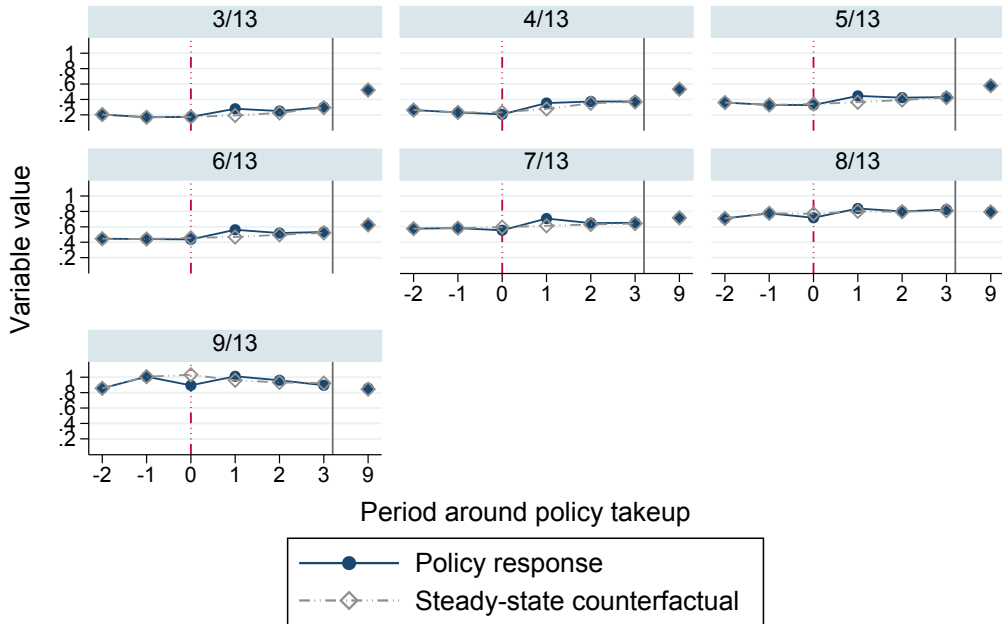 3/13 4/13 5/13
1
.8
.6
.4
.2
6/13 7/13 8/13
1
.8
.6
.4
.2
-2 -1 0 1 2 3 9 -2 -1 0 1 2 3 9
9/13
1
.8
.6
.4
.2
-2 -1 0 1 2 3 9
Variable value
Period around policy takeup
Policy response
Steady-state counterfactual